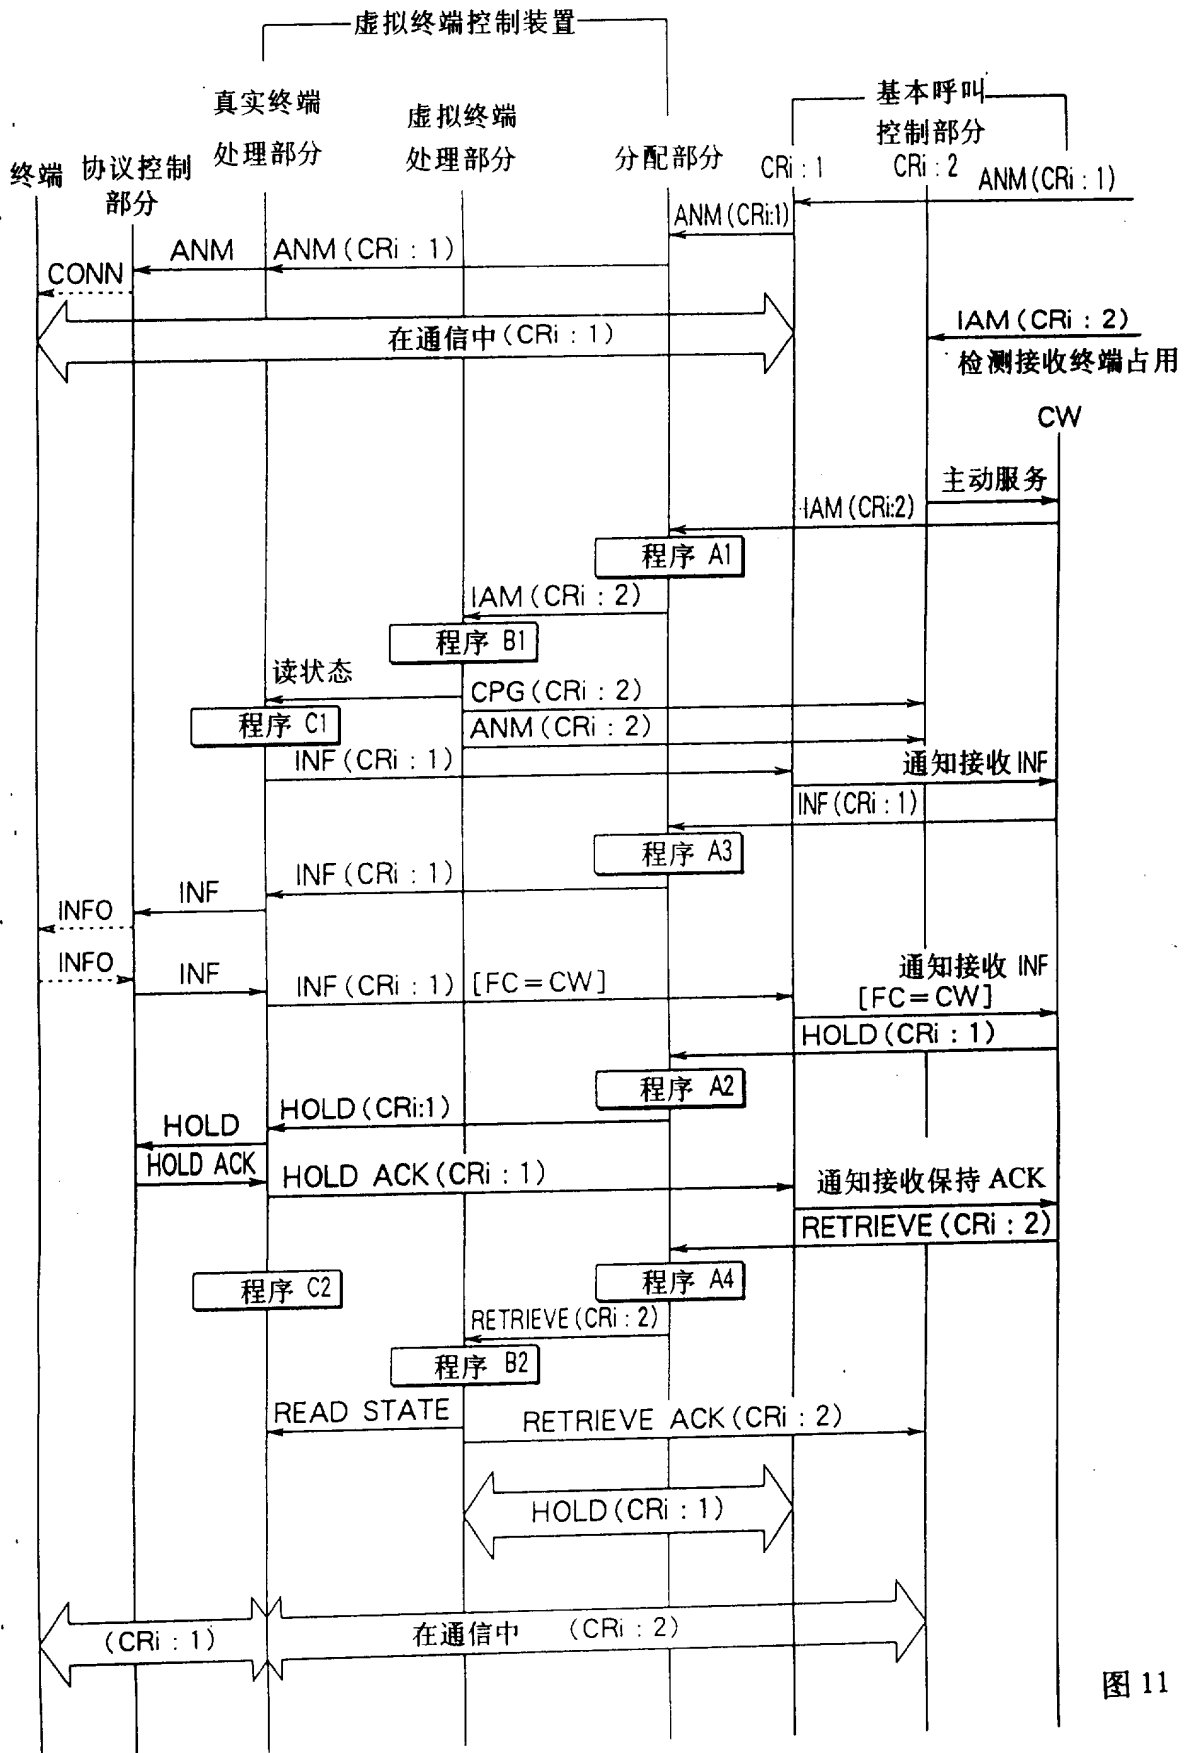 虚拟终端控制装置
真实终端
处理部分
虚拟终端
处理部分
分配部分
基本呼叫
控制部分
CRi : 1
CRi : 2
终端
协议控制
部分
ANM(CRi : 1)
ANM(CRi:1)
ANM
ANM(CRi : 1)
CONN
在通信中(CRi : 1)
IAM(CRi : 2)
检测接收终端占用
CW
主动服务
IAM(CRi:2)
程序 A1
IAM(CRi : 2)
程序 B1
读状态
CPG(CRi : 2)
程序 C1
ANM(CRi : 2)
INF(CRi : 1)
通知接收 INF
INF(CRi : 1)
程序 A3
INF(CRi : 1)
INF
INFO
INFO
INF
INF(CRi : 1) [FC=CW]
通知接收 INF
[FC=CW]
HOLD(CRi : 1)
程序 A2
HOLD(CRi:1)
HOLD
HOLD ACK
HOLD ACK(CRi : 1)
通知接收保持 ACK
RETRIEVE(CRi : 2)
程序 C2
程序 A4
RETRIEVE(CRi : 2)
程序 B2
READ STATE
RETRIEVE ACK(CRi : 2)
HOLD(CRi : 1)
(CRi : 1)
在通信中 (CRi : 2)
图 11